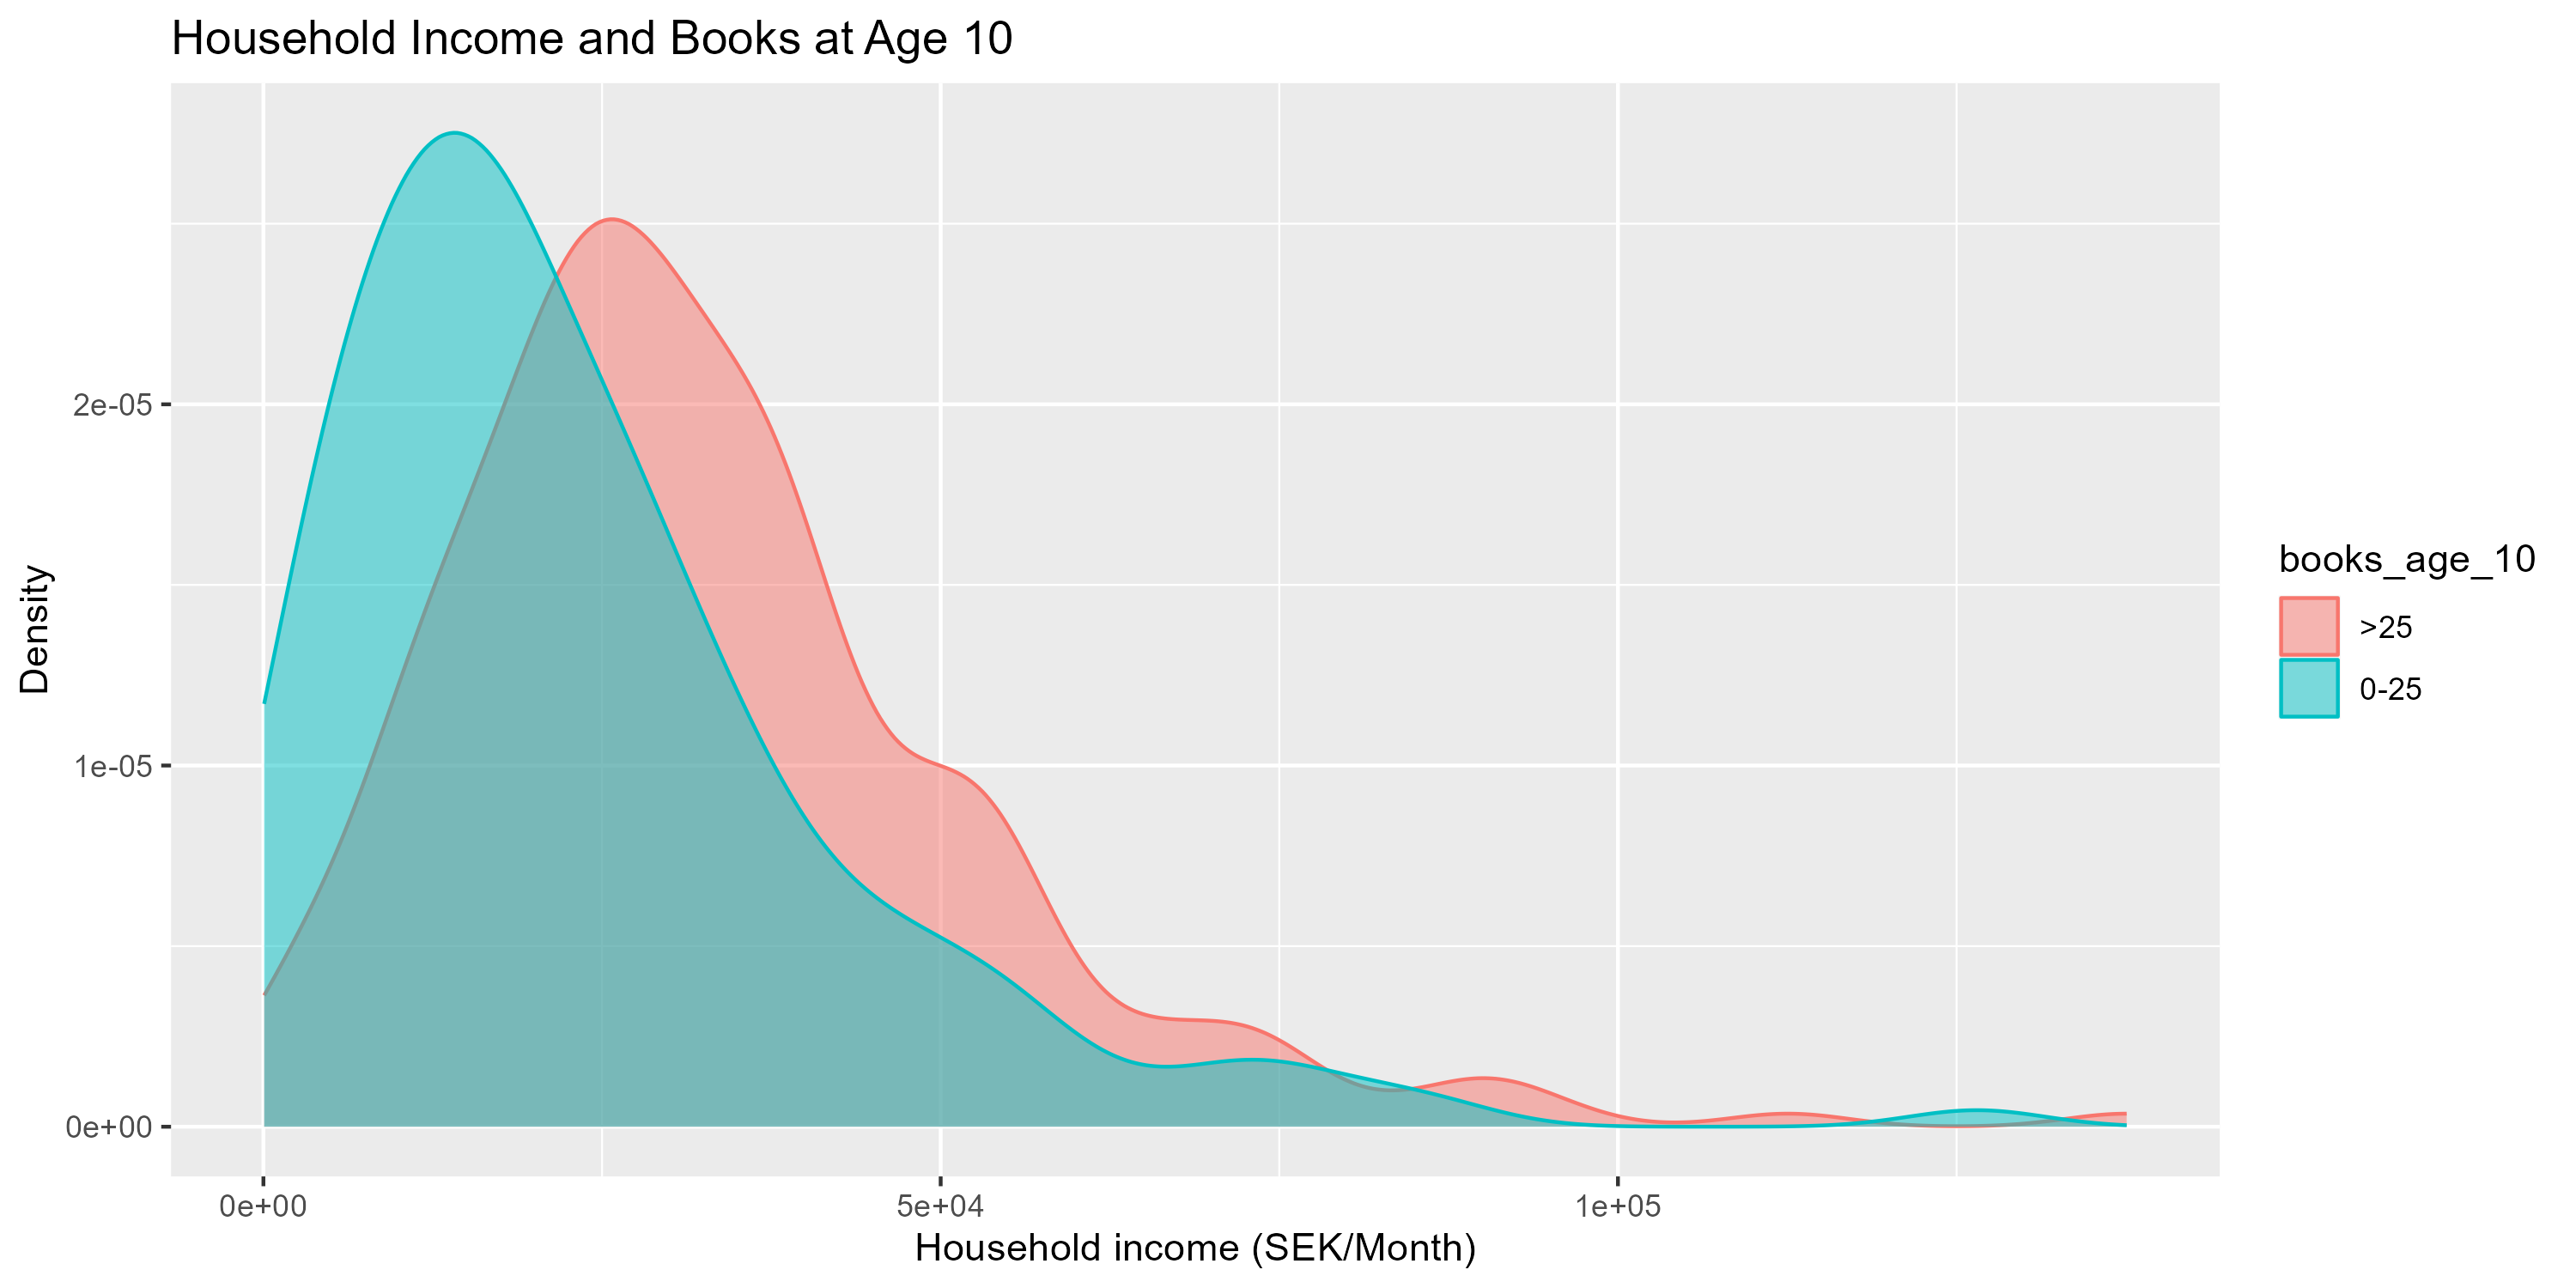 Household Income and Books at Age 10
Density
2e-05
1e-05
0e+00
0e+00 5e+04 1e+05
Household income (SEK/Month)
books_age_10
>25
0-25